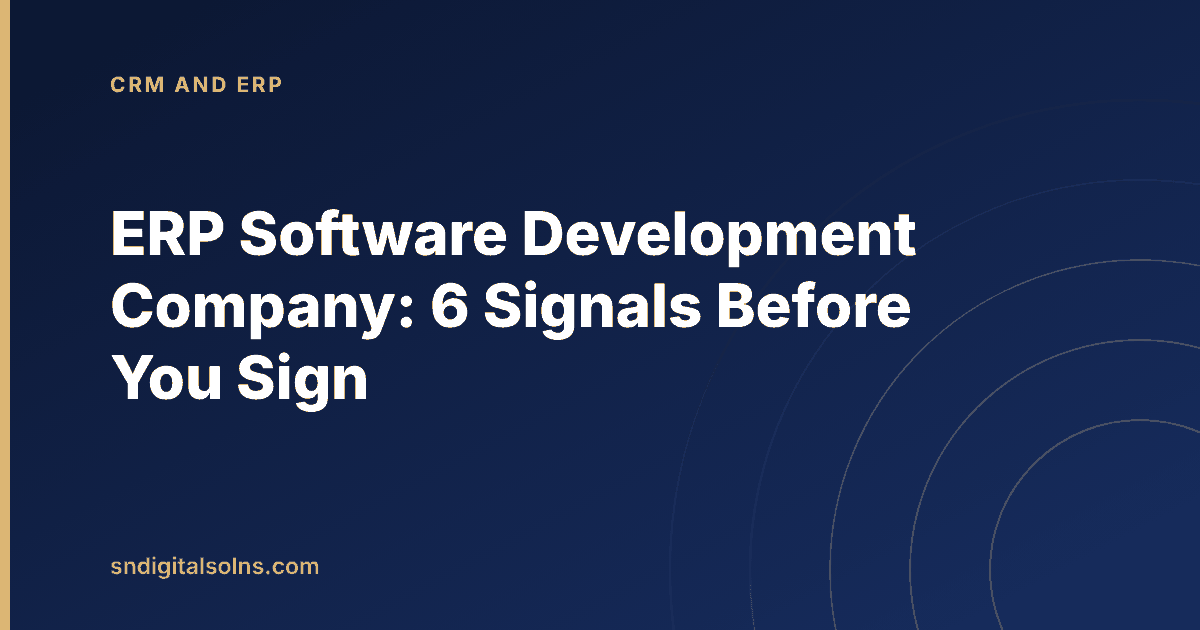 CRM AND ERP
ERP Software Development
Company: 6 Signals Before
You Sign
sndigitalsolns.com